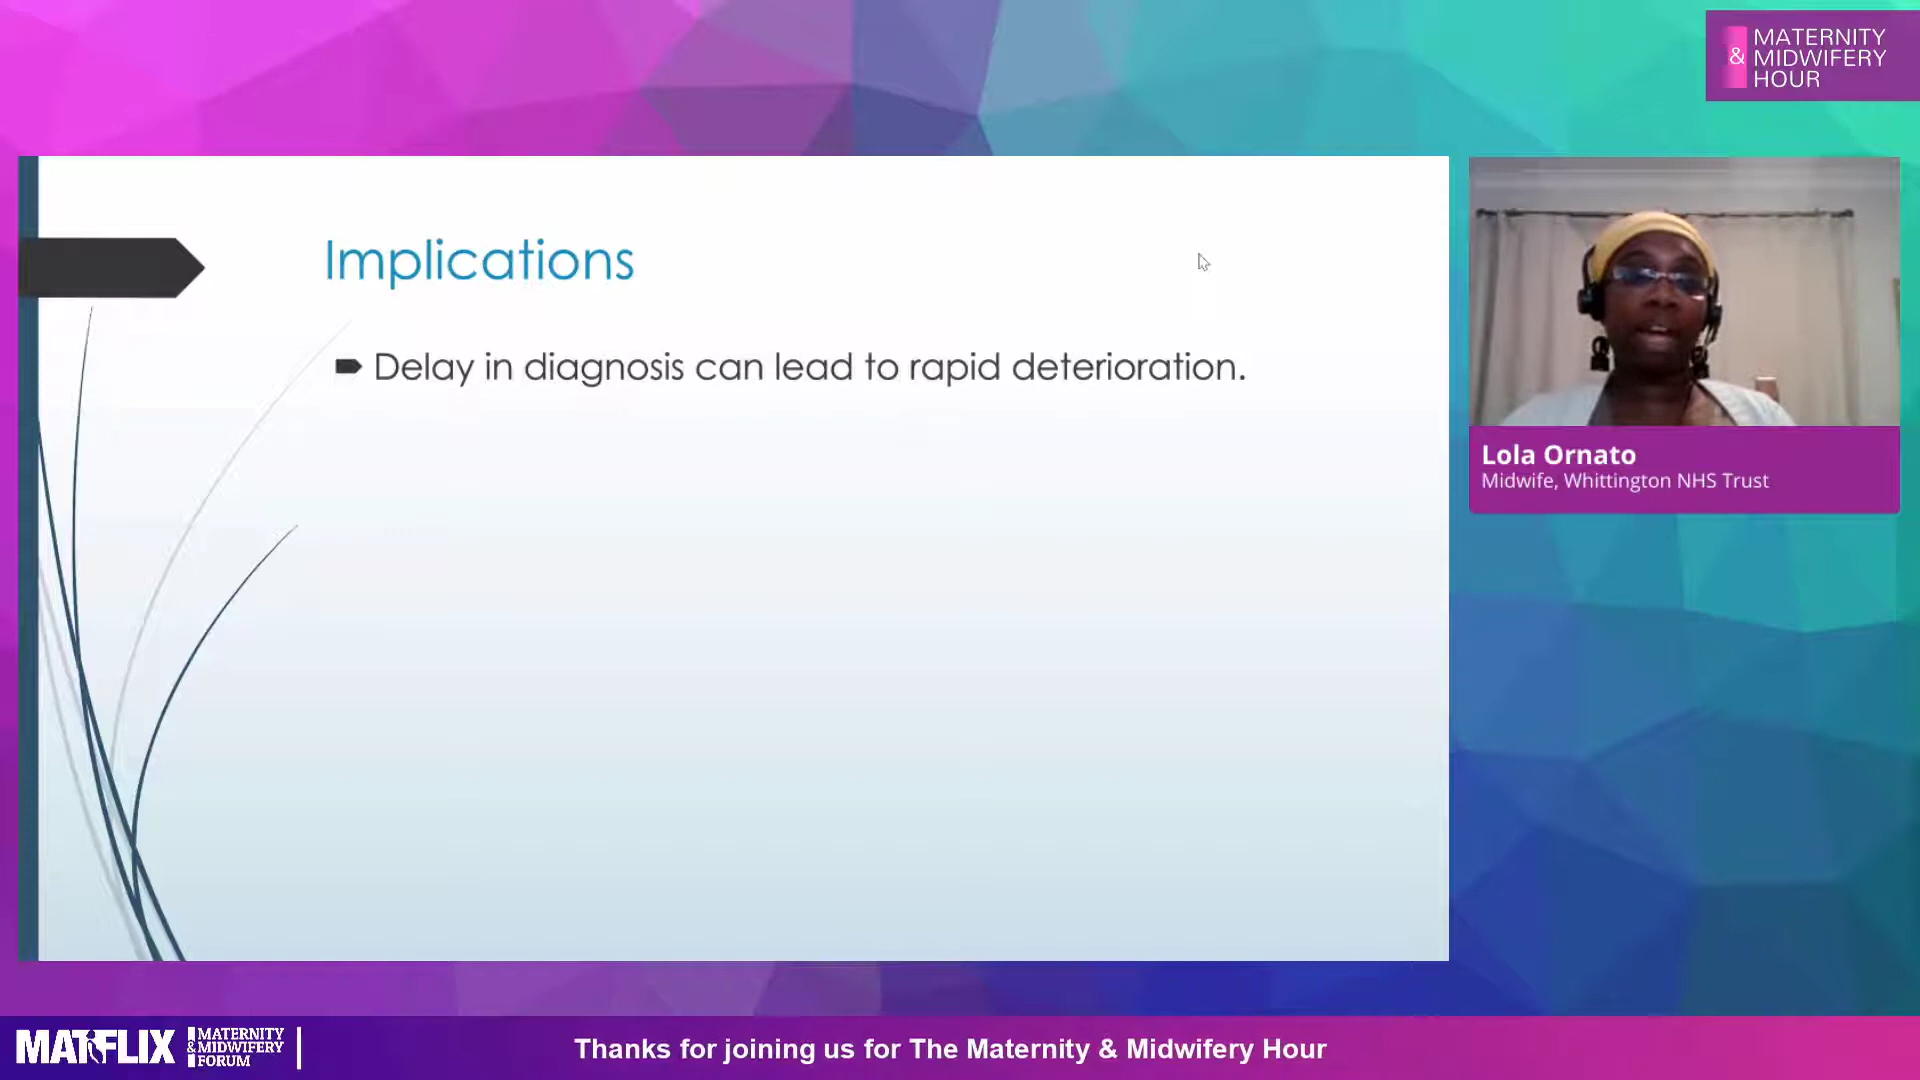 MATERNITY
& MIDWIFERY
HOUR
Implications
Delay in diagnosis can lead to rapid deterioration.
Lola Ornato
Midwife, Whittington NHS Trust
MATFLIX
MATERNITY
& MIDWIFERY
FORUM
Thanks for joining us for The Maternity & Midwifery Hour